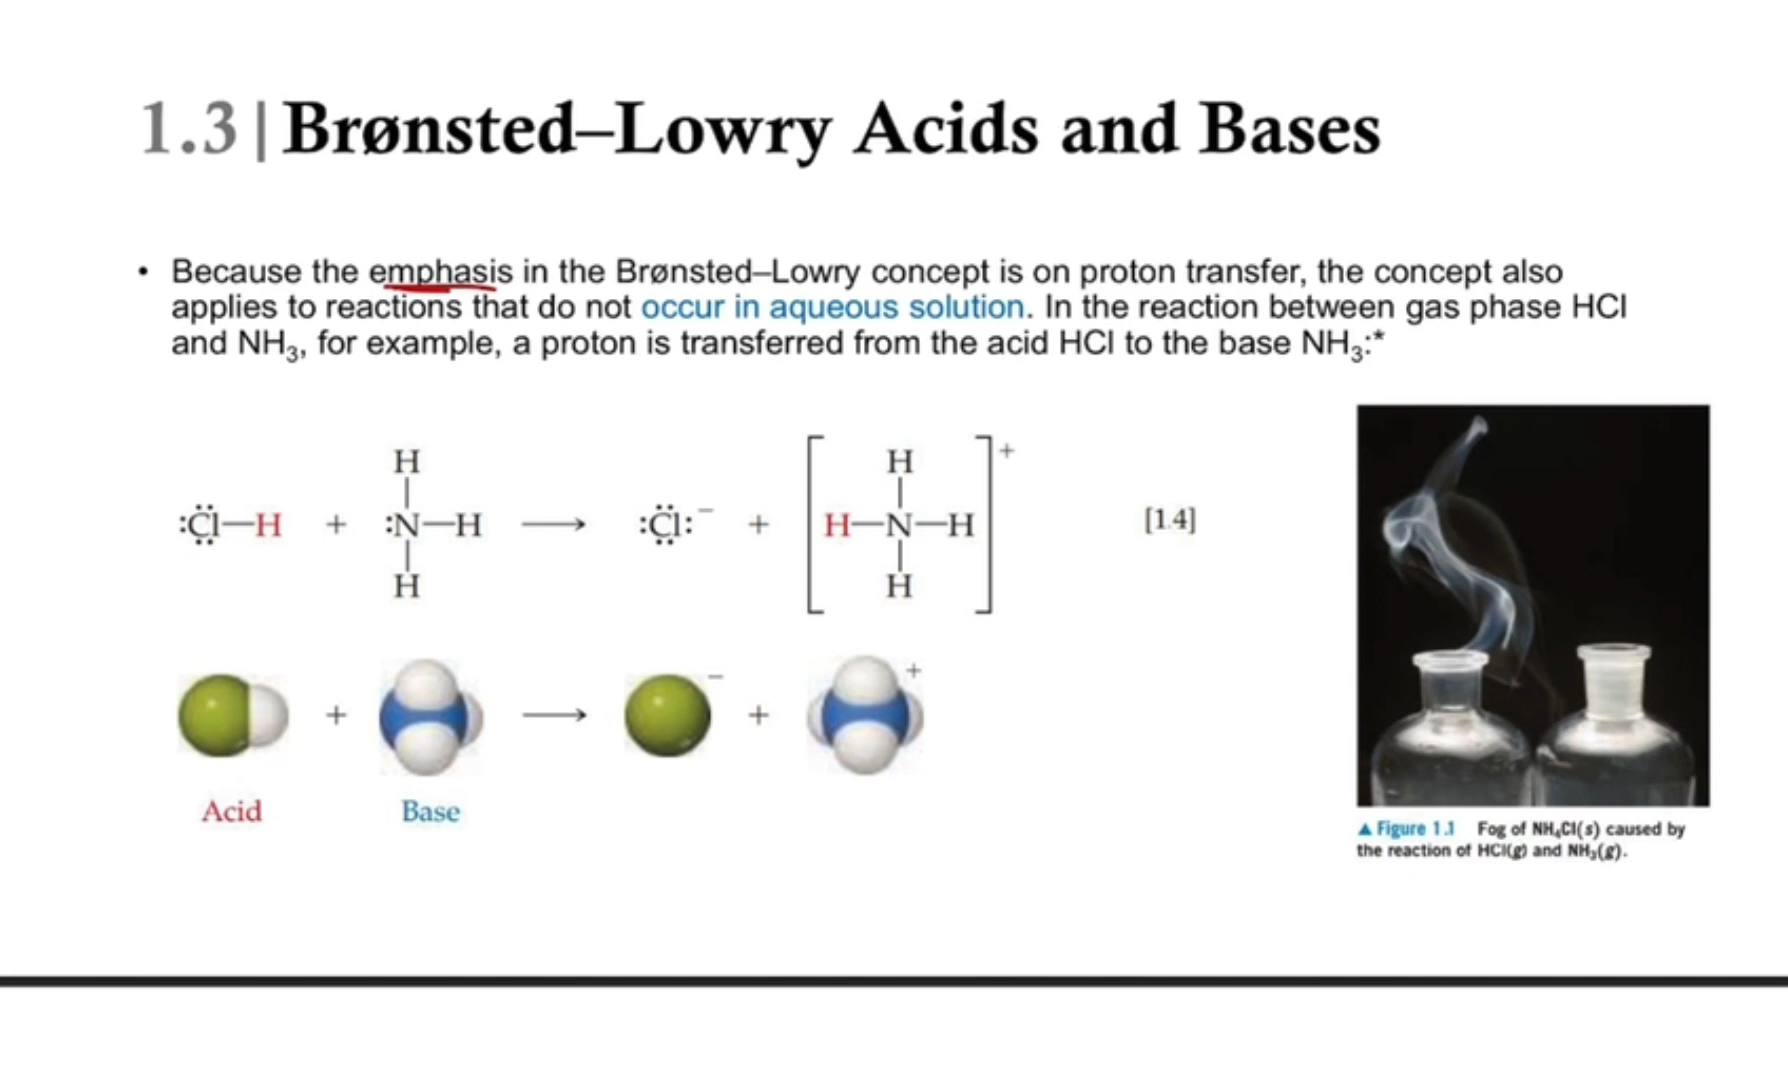 1.3 | Brønsted–Lowry Acids and Bases
• Because the emphasis in the Brønsted–Lowry concept is on proton transfer, the concept also
applies to reactions that do not occur in aqueous solution. In the reaction between gas phase HCl
and NH₃, for example, a proton is transferred from the acid HCl to the base NH₃:*
H
:C̈l—H + :N—H ⟶ :C̈l:⁻ + [H—N—H]⁺ [1.4]
H
H
H
+ ⟶ ⁻ + ⁺
Acid Base
▲ Figure 1.1 Fog of NH₄Cl(s) caused by
the reaction of HCl(g) and NH₃(g).